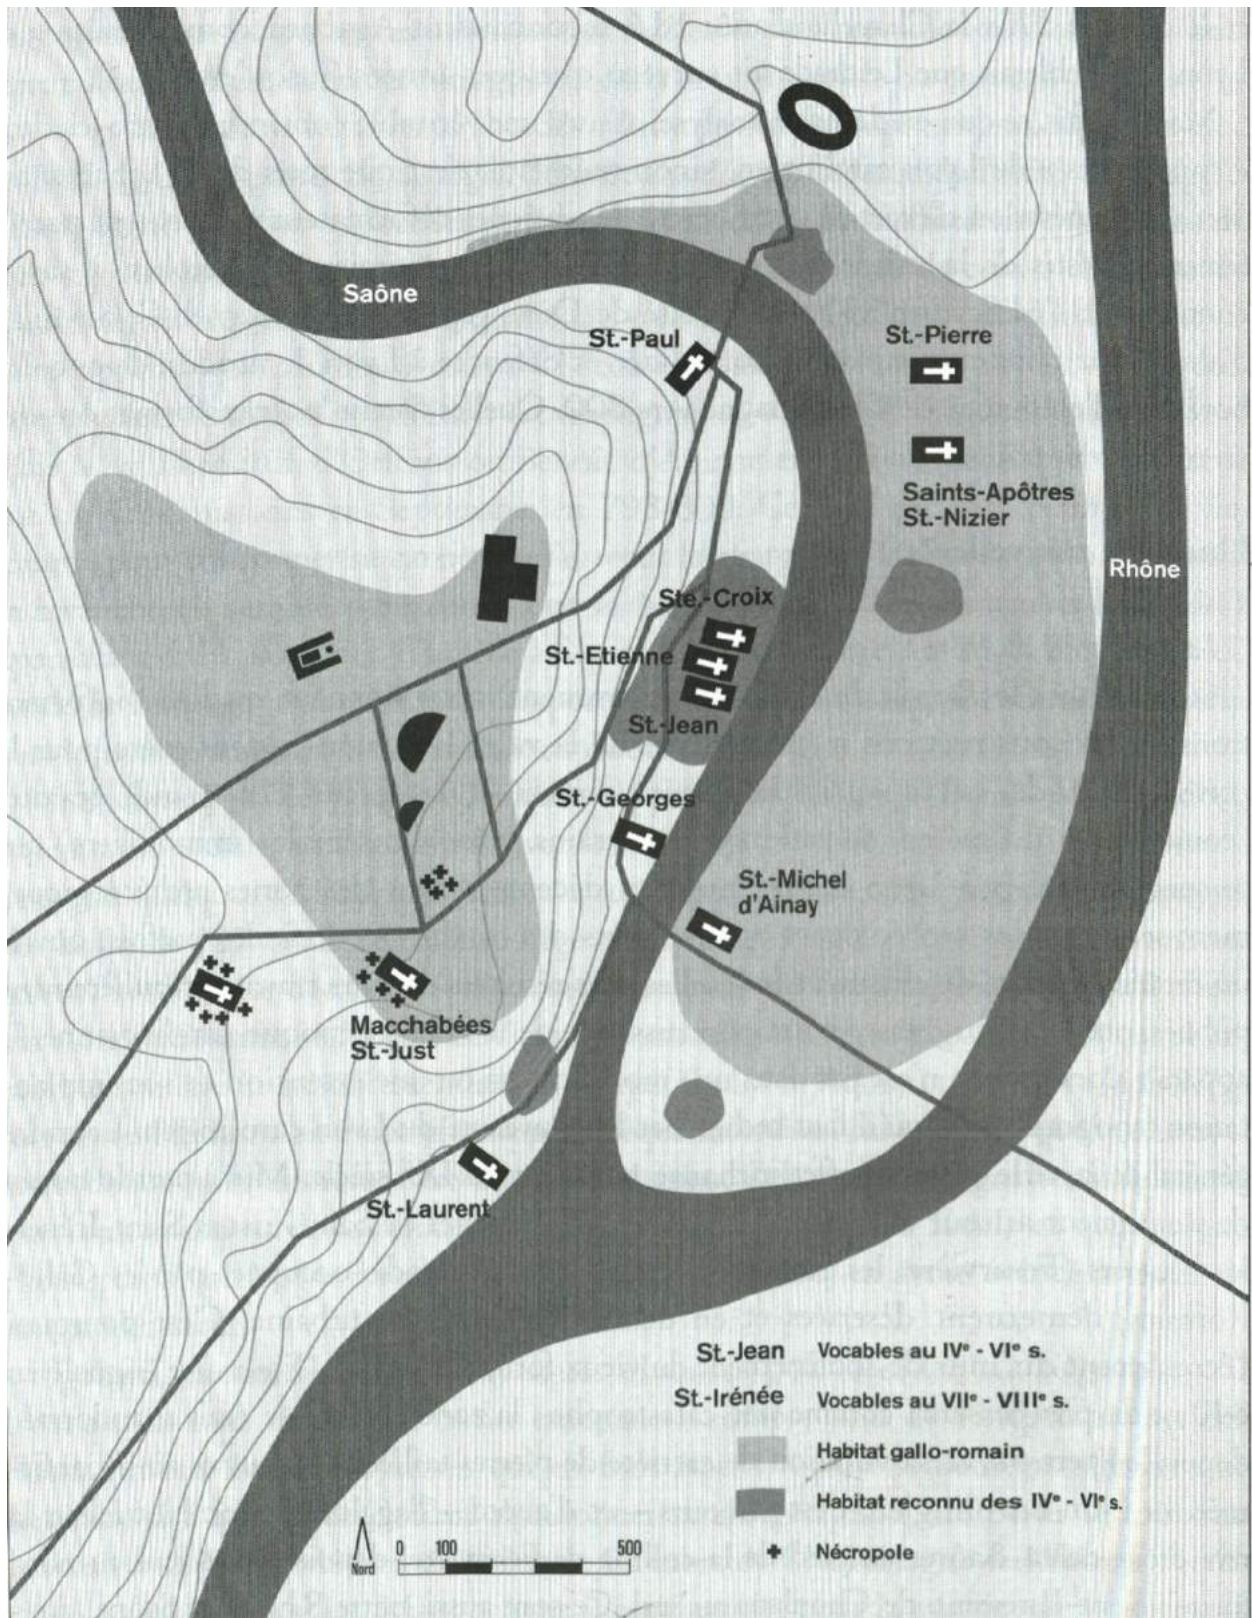 Saône
St.-Paul
St.-Pierre
Saints-Apôtres
St.-Nizier
Rhône
Ste.-Croix
St.-Etienne
St.-Jean
St.-Georges
St.-Michel
d'Ainay
Macchabées
St.-Just
St.-Laurent
St.-Jean Vocables au IVᵉ - VIᵉ s.
St.-Irénée Vocables au VIIᵉ - VIIIᵉ s.
Habitat gallo-romain
Habitat reconnu des IVᵉ - VIᵉ s.
Nécropole
Nord
0 100 500